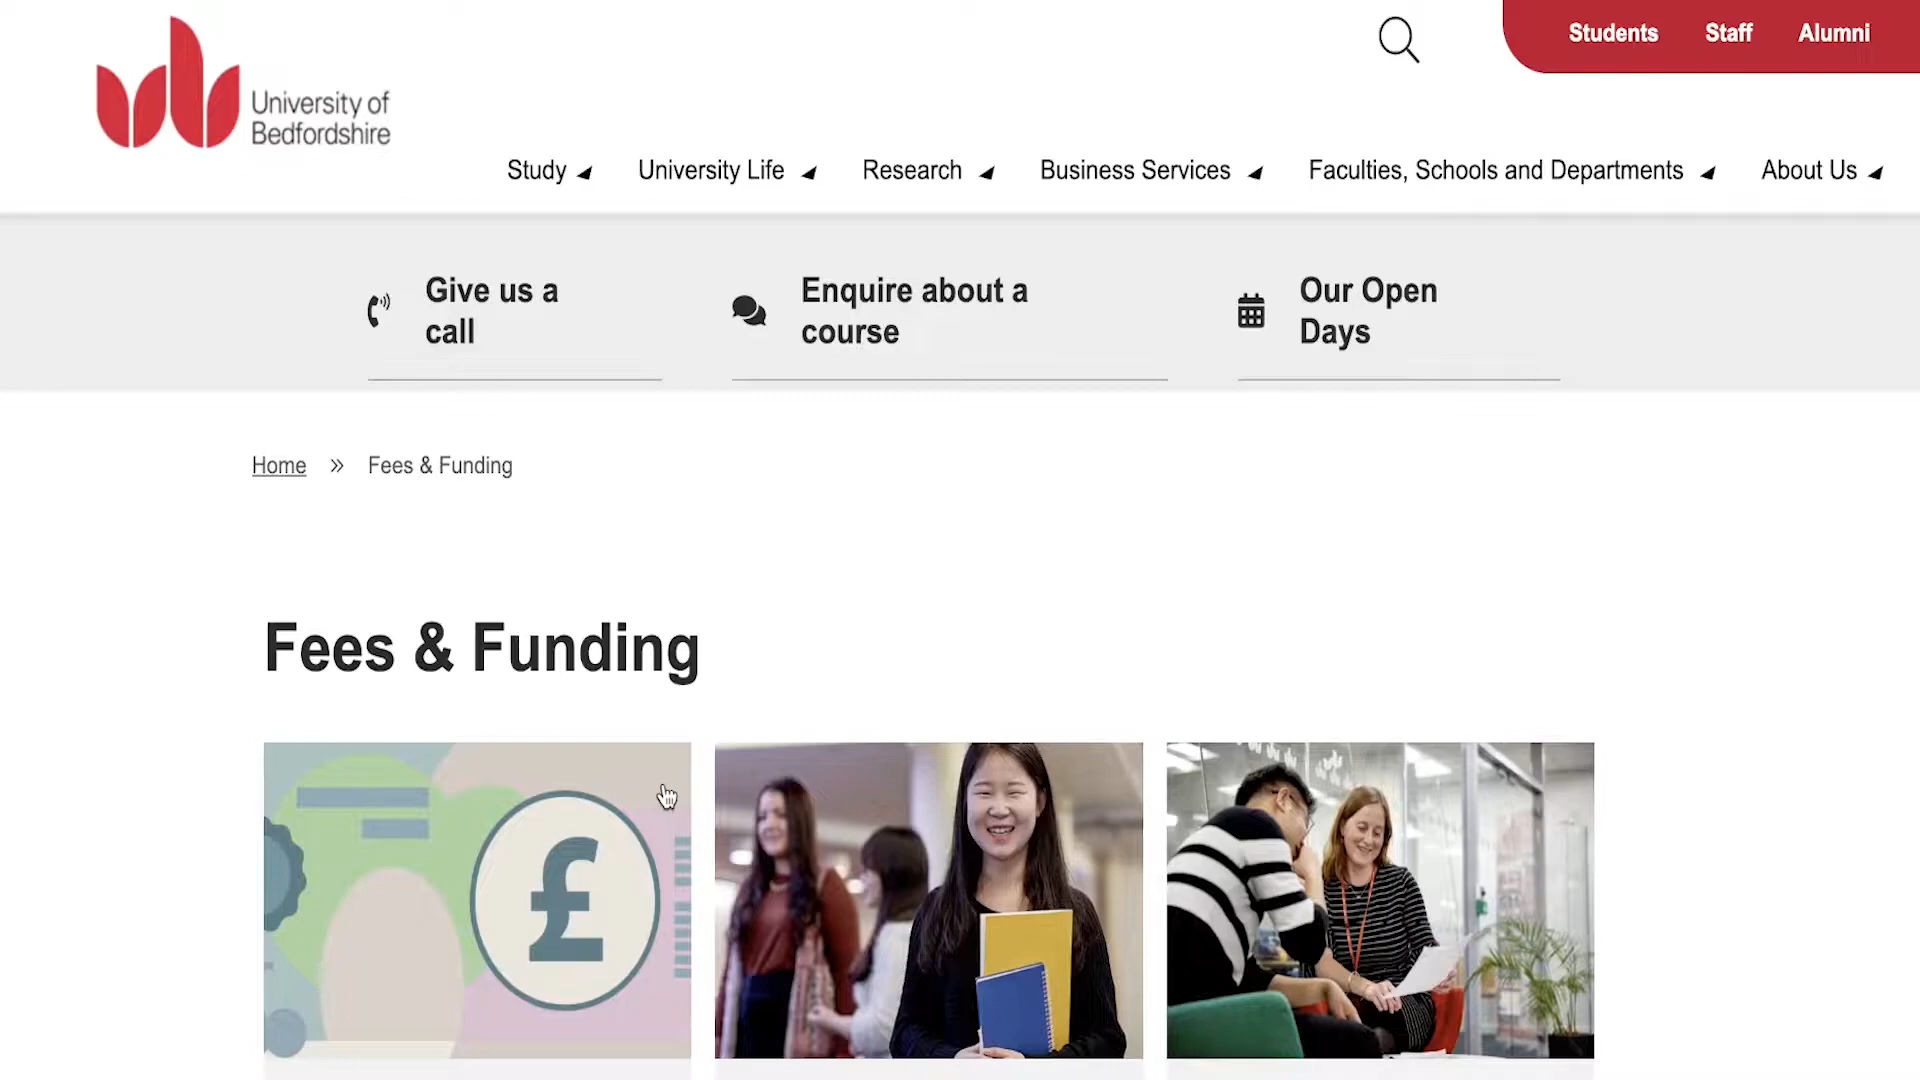 University of
Bedfordshire
Students Staff Alumni
Study University Life Research Business Services Faculties, Schools and Departments About Us
Give us a
call
Enquire about a
course
Our Open
Days
Home » Fees & Funding
Fees & Funding
£